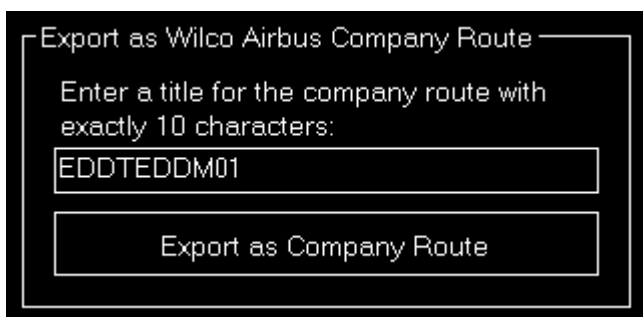 Export as Wilco Airbus Company Route
Enter a title for the company route with
exactly 10 characters:
EDDTEDDM01
Export as Company Route